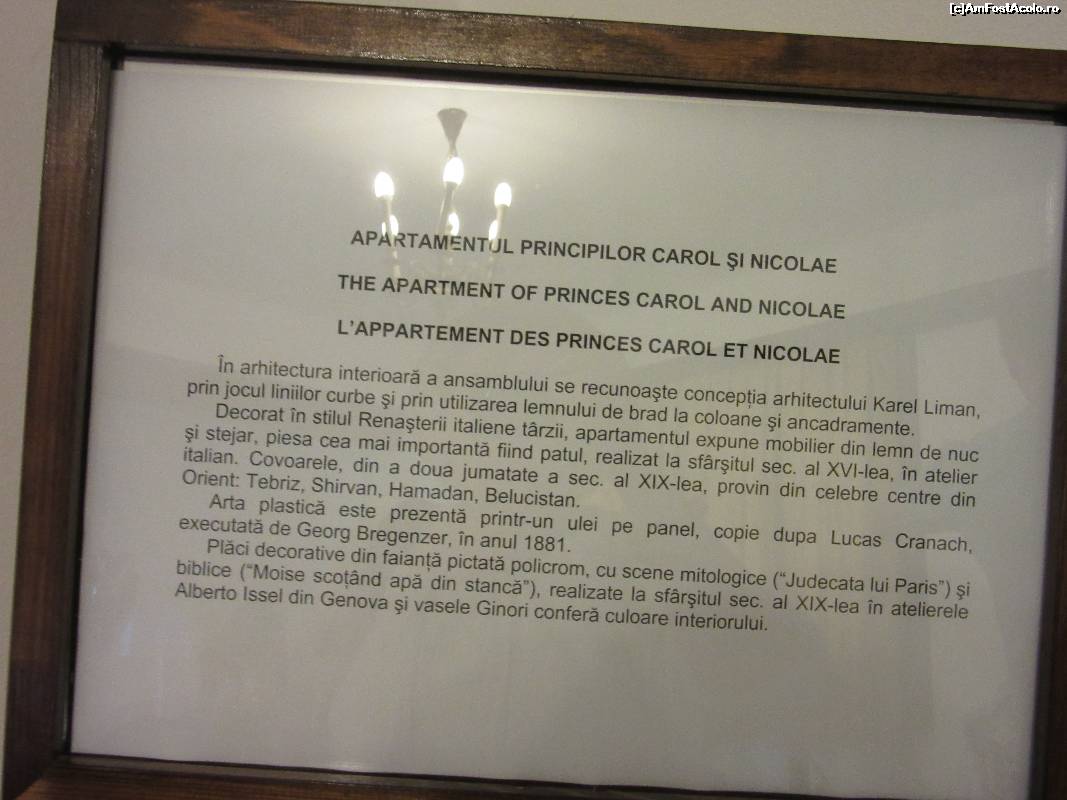 [c]AmFostAcolo.ro
APARTAMENTUL PRINCIPILOR CAROL ŞI NICOLAE
THE APARTMENT OF PRINCES CAROL AND NICOLAE
L'APPARTEMENT DES PRINCES CAROL ET NICOLAE
În arhitectura interioară a ansamblului se recunoaşte concepţia arhitectului Karel Liman,
prin jocul liniilor curbe şi prin utilizarea lemnului de brad la coloane şi ancadramente.
Decorat în stilul Renaşterii italiene târzii, apartamentul expune mobilier din lemn de nuc
şi stejar, piesa cea mai importantă fiind patul, realizat la sfârşitul sec. al XVI-lea, în atelier
italian. Covoarele, din a doua jumatate a sec. al XIX-lea, provin din celebre centre din
Orient: Tebriz, Shirvan, Hamadan, Belucistan.
Arta plastică este prezentă printr-un ulei pe panel, copie dupa Lucas Cranach,
executată de Georg Bregenzer, în anul 1881.
Plăci decorative din faianţă pictată policrom, cu scene mitologice ("Judecata lui Paris") şi
biblice ("Moise scoţând apă din stancă"), realizate la sfârşitul sec. al XIX-lea în atelierele
Alberto Issel din Genova şi vasele Ginori conferă culoare interiorului.